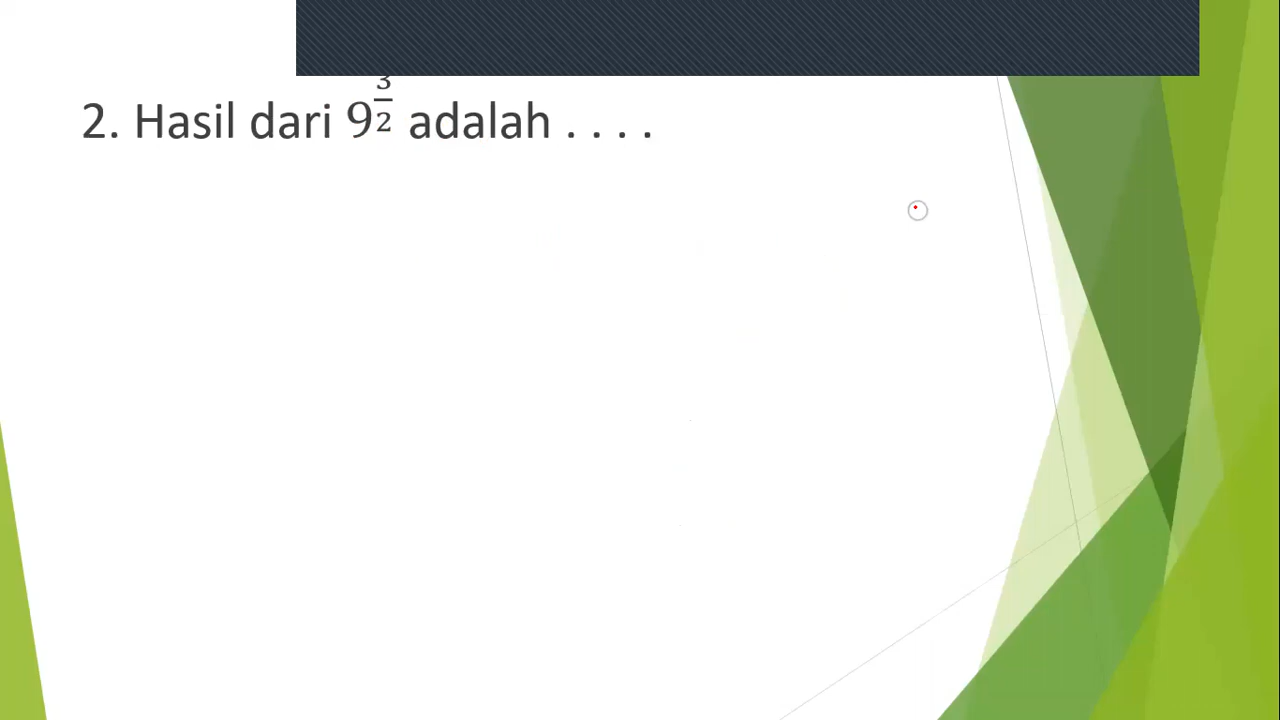 2. Hasil dari 9^(3/2) adalah . . . .